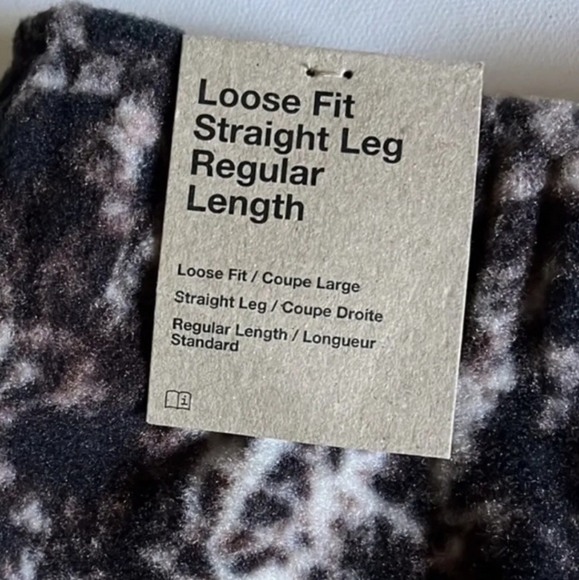 Loose Fit
Straight Leg
Regular
Length
Loose Fit / Coupe Large
Straight Leg / Coupe Droite
Regular Length / Longueur
Standard